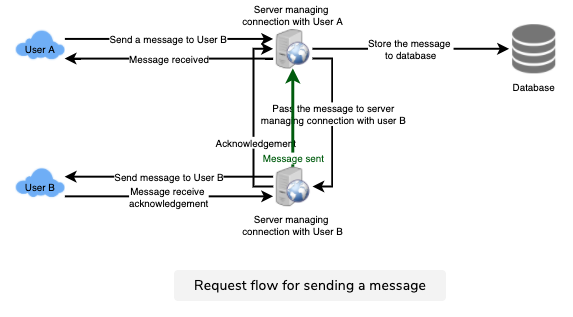 Server managing
connection with User A
User A
Send a message to User B
Message received
Store the message
to database
Database
Pass the message to server
managing connection with user B
Acknowledgement
Message sent
User B
Send message to User B
Message receive
acknowledgement
Server managing
connection with User B
Request flow for sending a message